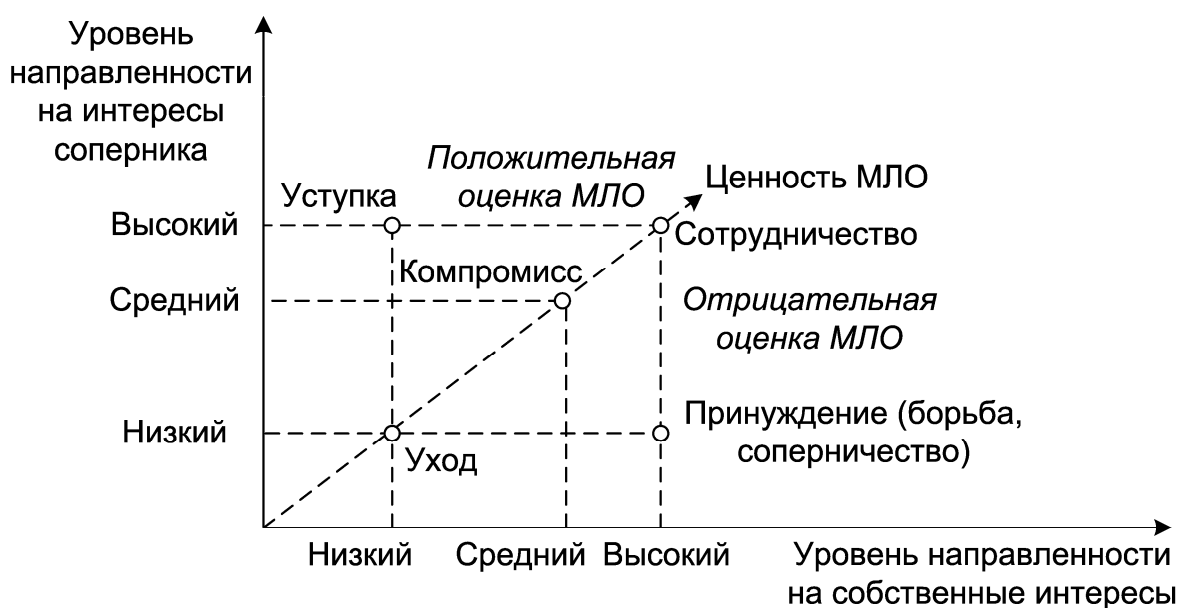 Уровень
направленности
на интересы
соперника
Положительная
оценка МЛО
Ценность МЛО
Уступка
Высокий
Сотрудничество
Компромисс
Средний
Отрицательная
оценка МЛО
Принуждение (борьба,
соперничество)
Низкий
Уход
Низкий
Средний
Высокий
Уровень направленности
на собственные интересы